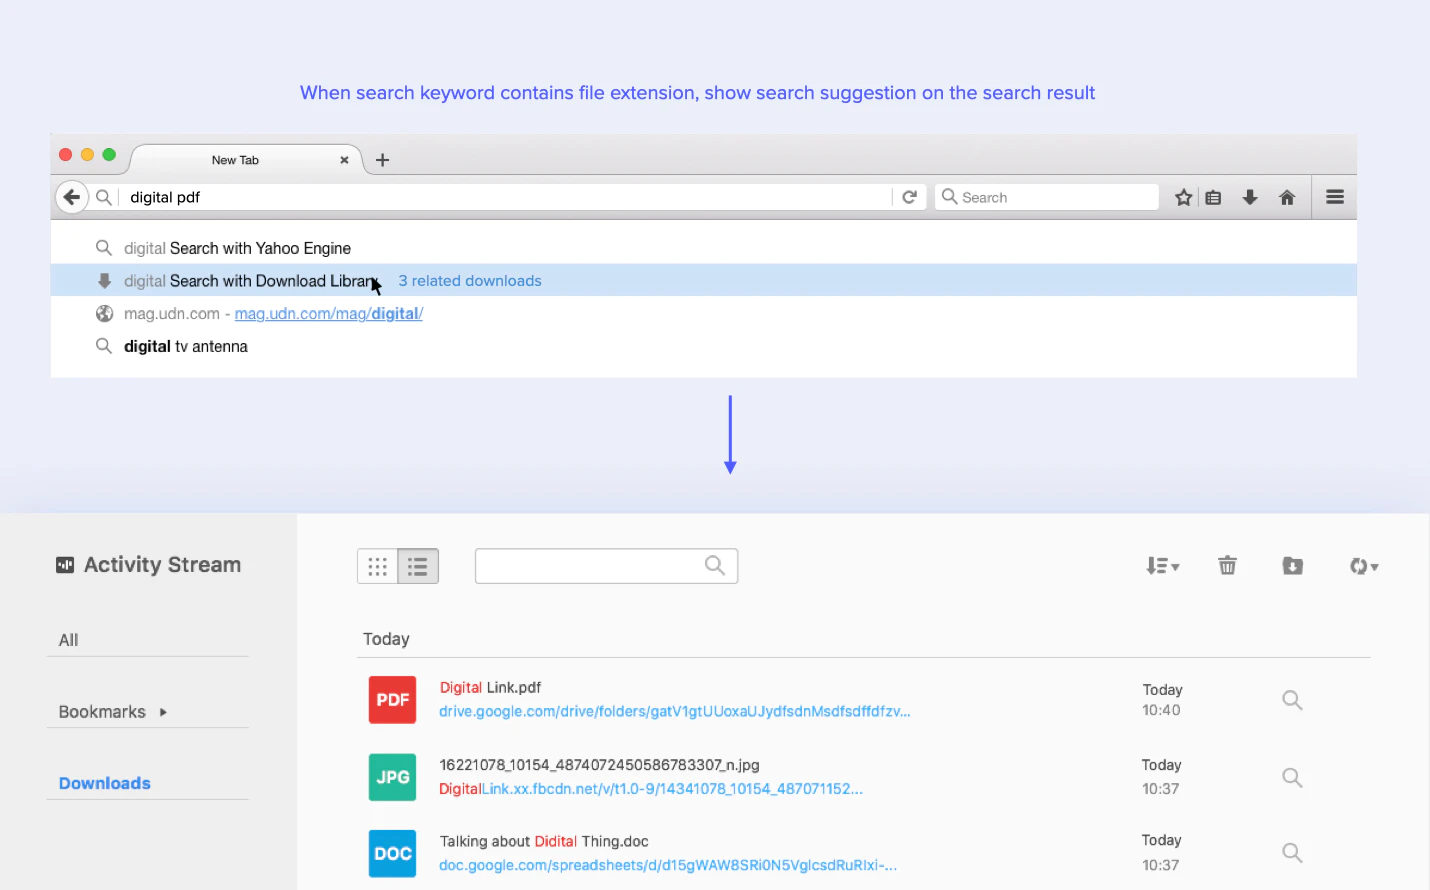 When search keyword contains file extension, show search suggestion on the search result
New Tab
digital pdf
Search
digital Search with Yahoo Engine
digital Search with Download Library 3 related downloads
mag.udn.com - mag.udn.com/mag/digital/
digital tv antenna
Activity Stream
All
Bookmarks
Downloads
Today
PDF
Digital Link.pdf
drive.google.com/drive/folders/gatV1gtUUoxaUJydfsdnMsdfsdffdfzv...
Today
10:40
JPG
16221078_10154_4874072450586783307_n.jpg
DigitalLink.xx.fbcdn.net/v/t1.0-9/14341078_10154_487071152...
Today
10:37
DOC
Talking about Didital Thing.doc
doc.google.com/spreadsheets/d/d15gWAW8SRi0N5VglcsdRuRIxi-...
Today
10:37